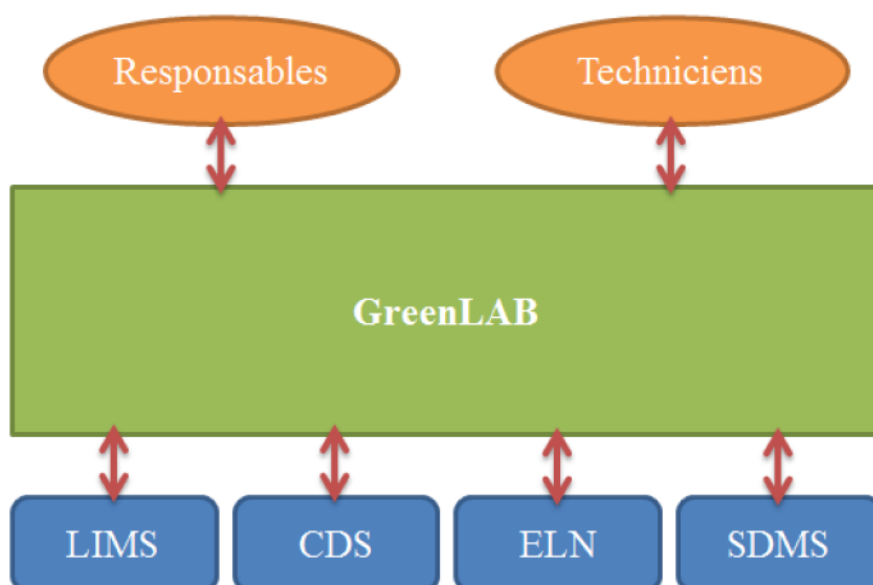 Responsables
Techniciens
GreenLAB
LIMS
CDS
ELN
SDMS